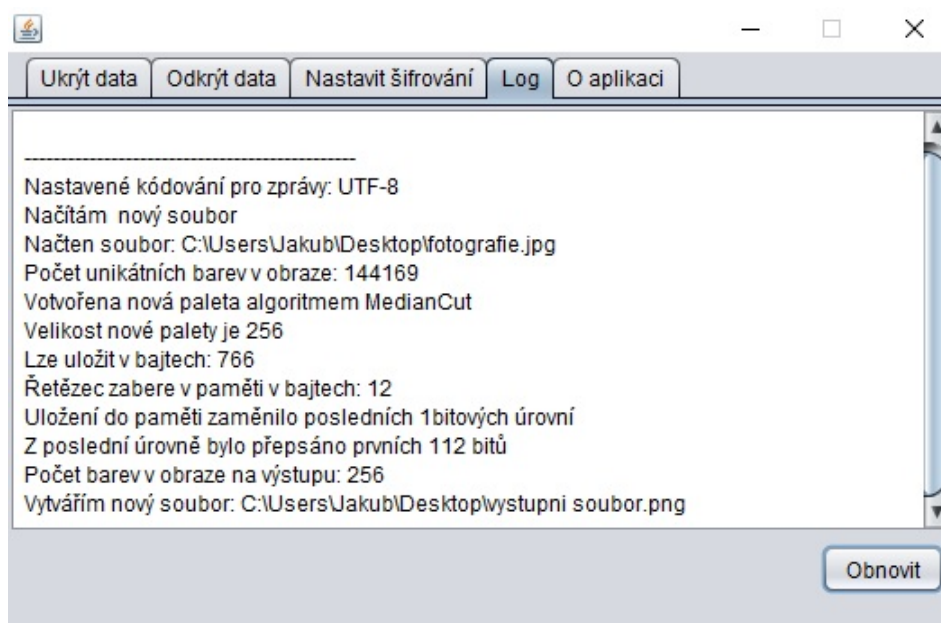 Ukrýt data Odkrýt data Nastavit šifrování Log O aplikaci
----------------------------------------------
Nastavené kódování pro zprávy: UTF-8
Načítám  nový soubor
Načten soubor: C:\Users\Jakub\Desktop\fotografie.jpg
Počet unikátních barev v obraze: 144169
Votvořena nová paleta algoritmem MedianCut
Velikost nové palety je 256
Lze uložit v bajtech: 766
Řetězec zabere v paměti v bajtech: 12
Uložení do paměti zaměnilo posledních 1bitových úrovní
Z poslední úrovně bylo přepsáno prvních 112 bitů
Počet barev v obraze na výstupu: 256
Vytvářím nový soubor: C:\Users\Jakub\Desktop\vystupni soubor.png
Obnovit